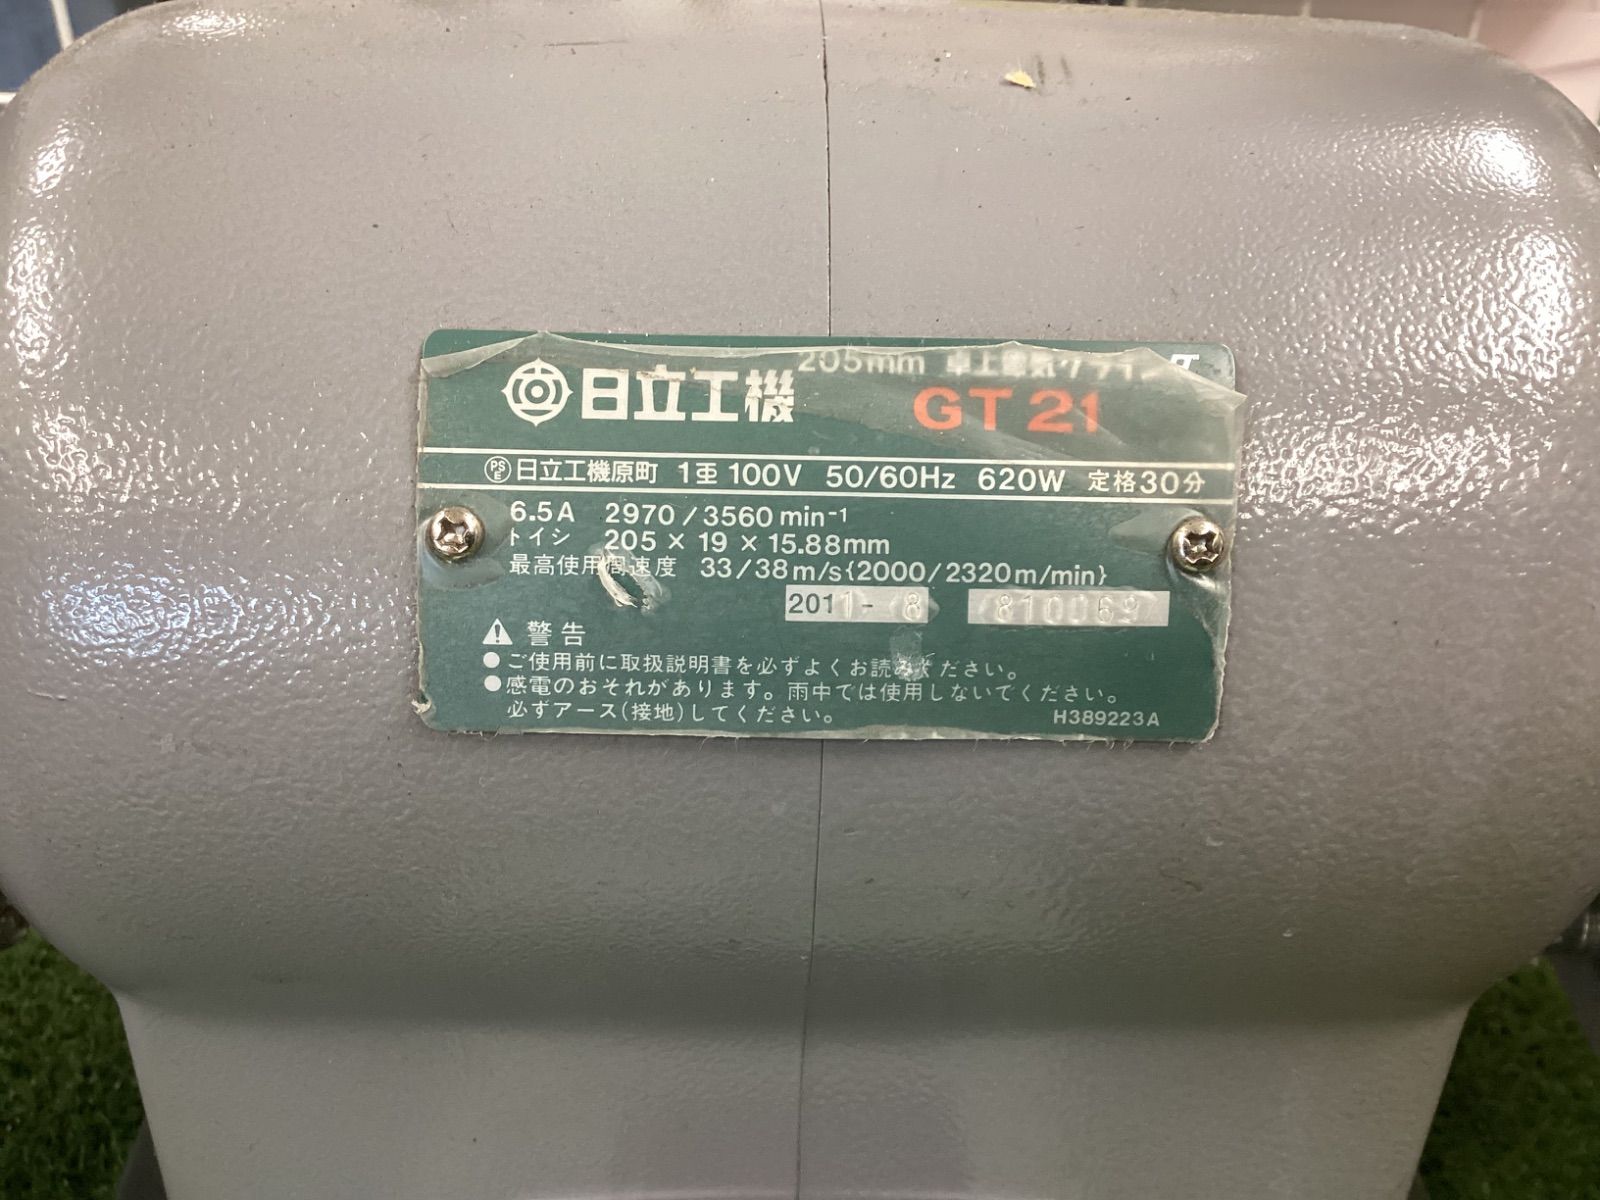 205mm 卓上電気グラインダ
日立工機 GT21
PSE 日立工機原町 1亜 100V 50/60Hz 620W 定格30分
6.5A 2970/3560min⁻¹
トイシ 205×19×15.88mm
最高使用周速度 33/38m/s{2000/2320m/min}
2011-8 810069
警告
●ご使用前に取扱説明書を必ずよくお読みください。
●感電のおそれがあります。雨中では使用しないでください。
必ずアース(接地)してください。
H389223A